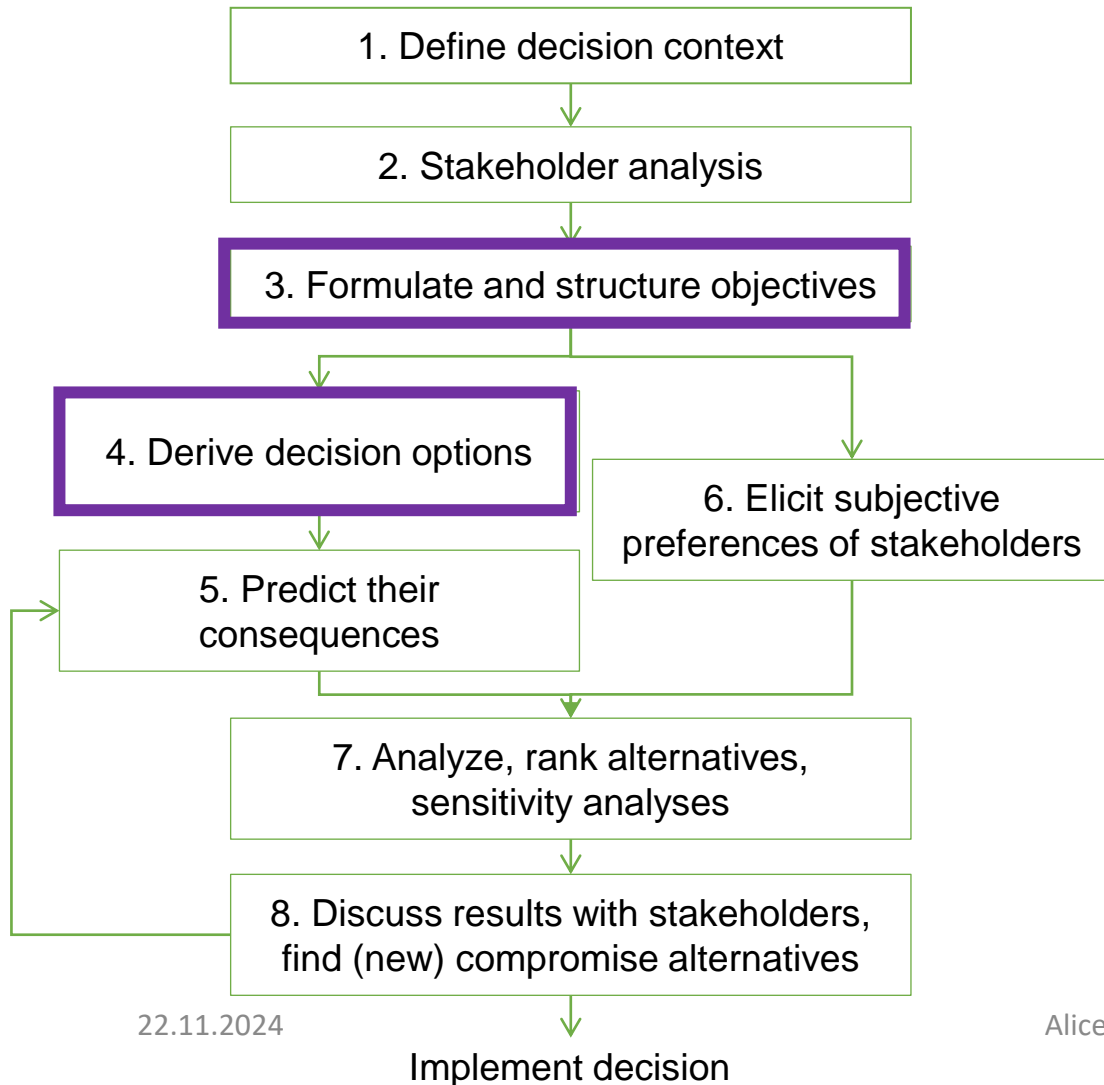 1. Define decision context
2. Stakeholder analysis
3. Formulate and structure objectives
4. Derive decision options
6. Elicit subjective
preferences of stakeholders
5. Predict their
consequences
7. Analyze, rank alternatives,
sensitivity analyses
8. Discuss results with stakeholders,
find (new) compromise alternatives
22.11.2024
Alice
Implement decision